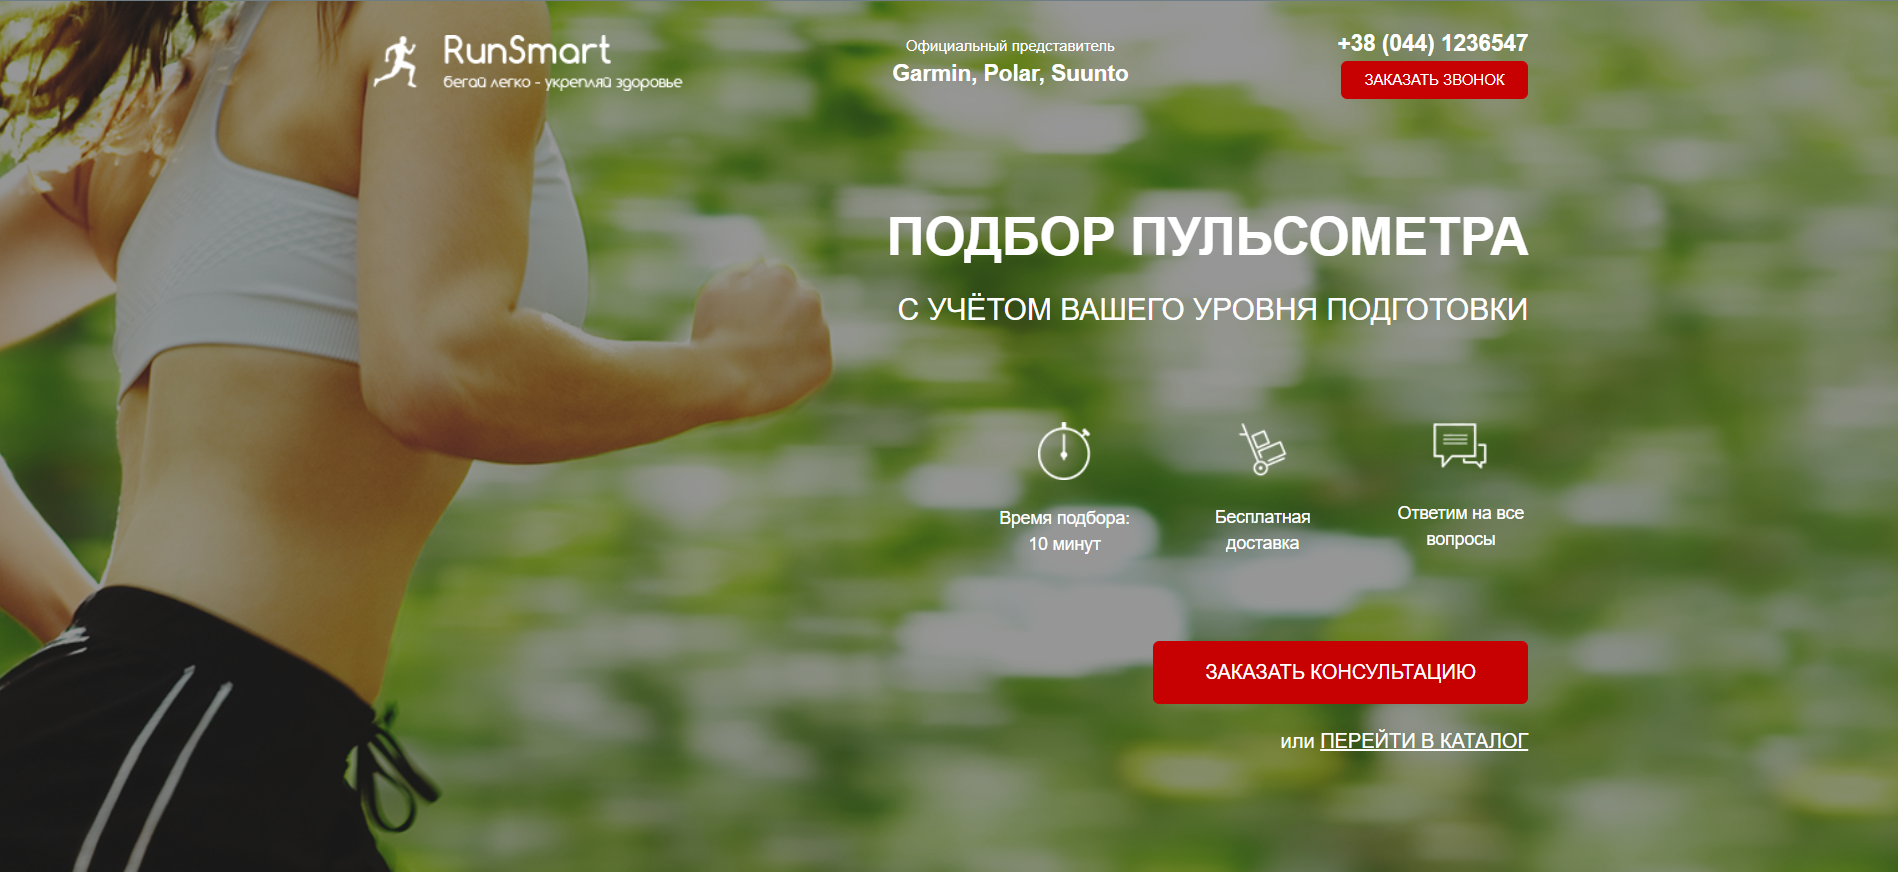 RunSmart
бегай легко - укрепляй здоровье
Официальный представитель
Garmin, Polar, Suunto
+38 (044) 1236547
ЗАКАЗАТЬ ЗВОНОК
ПОДБОР ПУЛЬСОМЕТРА
С УЧЁТОМ ВАШЕГО УРОВНЯ ПОДГОТОВКИ
Время подбора:
10 минут
Бесплатная
доставка
Ответим на все
вопросы
ЗАКАЗАТЬ КОНСУЛЬТАЦИЮ
или ПЕРЕЙТИ В КАТАЛОГ